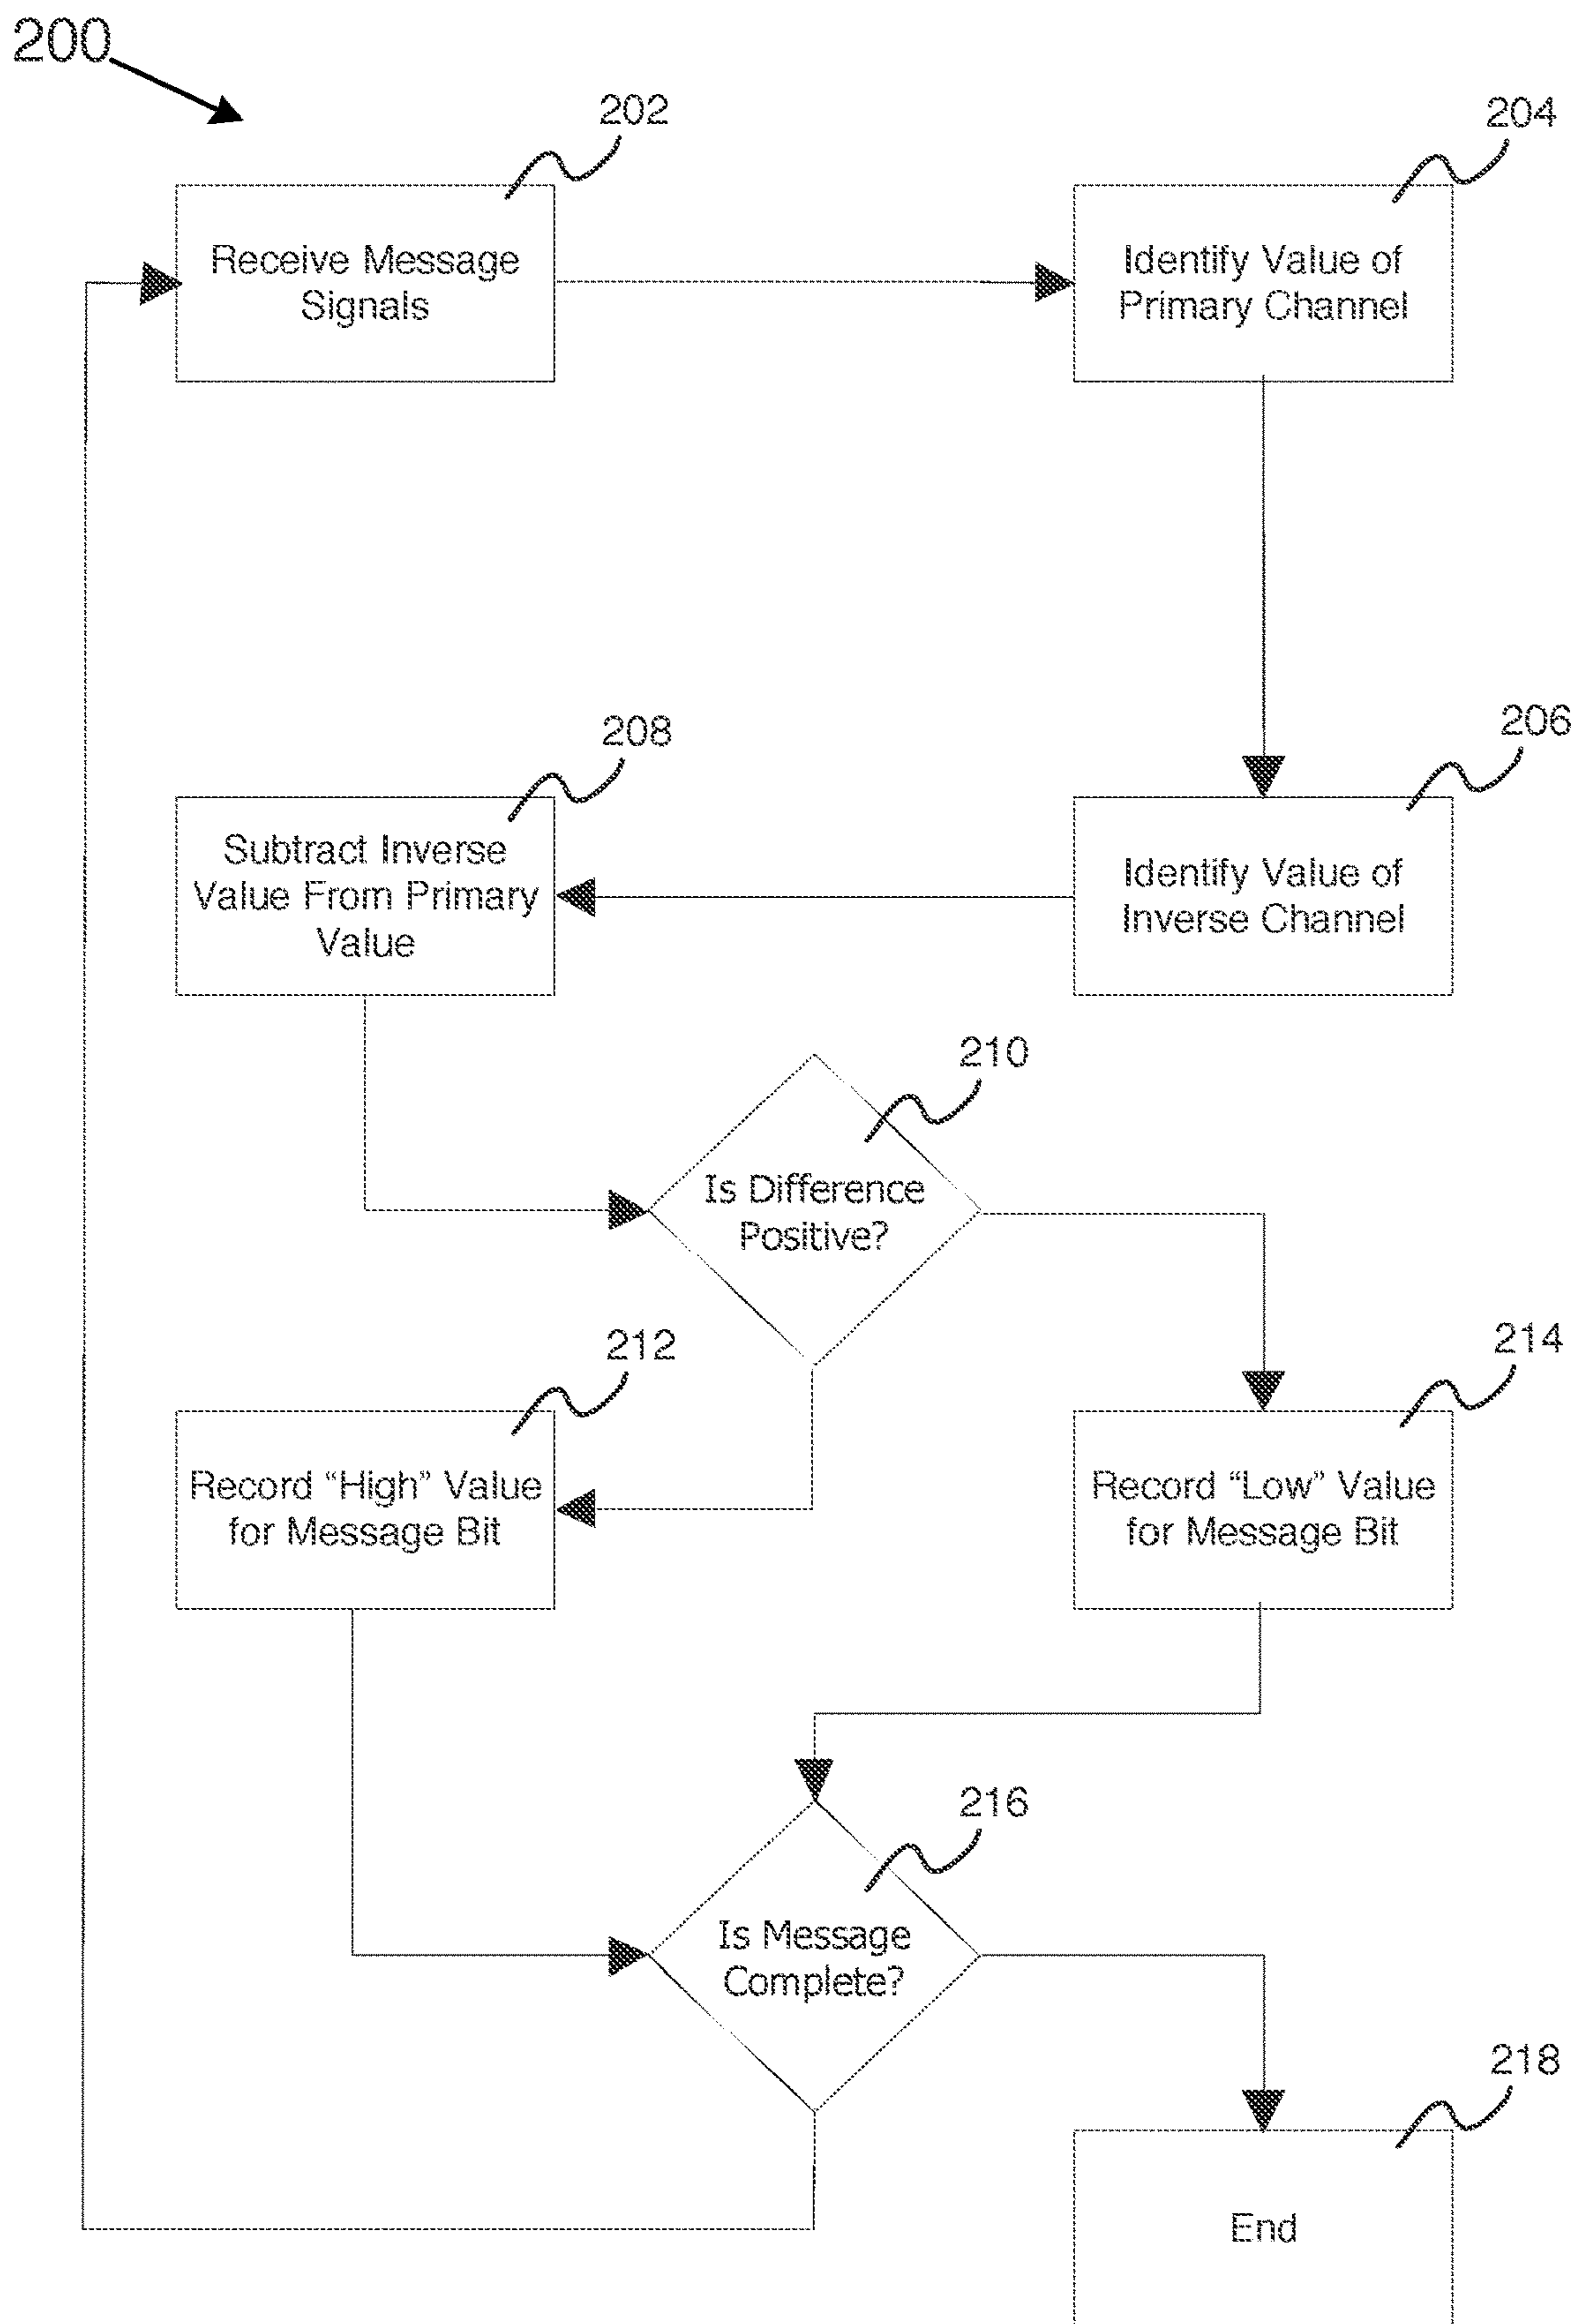 200
202
204
Receive Message
Signals
Identify Value of
Primary Channel
208
206
Subtract Inverse
Value From Primary
Value
Identify Value of
Inverse Channel
210
Is Difference
Positive?
212
214
Record “High” Value
for Message Bit
Record “Low” Value
for Message Bit
216
Is Message
Complete?
218
End